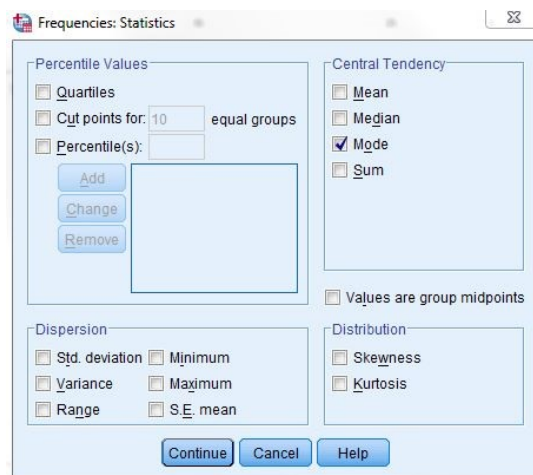 Frequencies: Statistics
Percentile Values
Quartiles
Cut points for: 10 equal groups
Percentile(s):
Add
Change
Remove
Central Tendency
Mean
Median
Mode
Sum
Values are group midpoints
Dispersion
Std. deviation Minimum
Variance Maximum
Range S.E. mean
Distribution
Skewness
Kurtosis
Continue Cancel Help